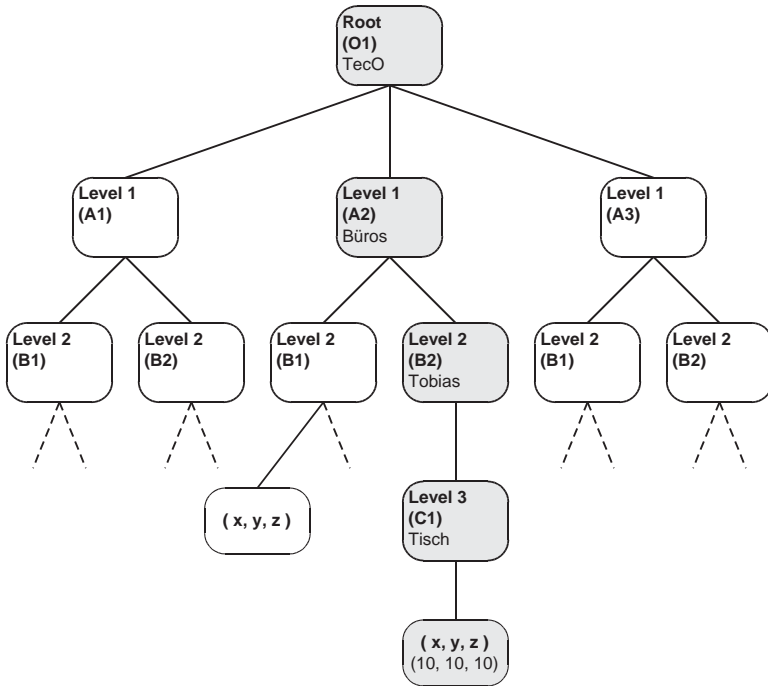 Root
(O1)
TecO
Level 1
(A1)
Level 1
(A2)
Büros
Level 1
(A3)
Level 2
(B1)
Level 2
(B2)
Level 2
(B1)
Level 2
(B2)
Tobias
Level 2
(B1)
Level 2
(B2)
( x, y, z )
Level 3
(C1)
Tisch
( x, y, z )
(10, 10, 10)